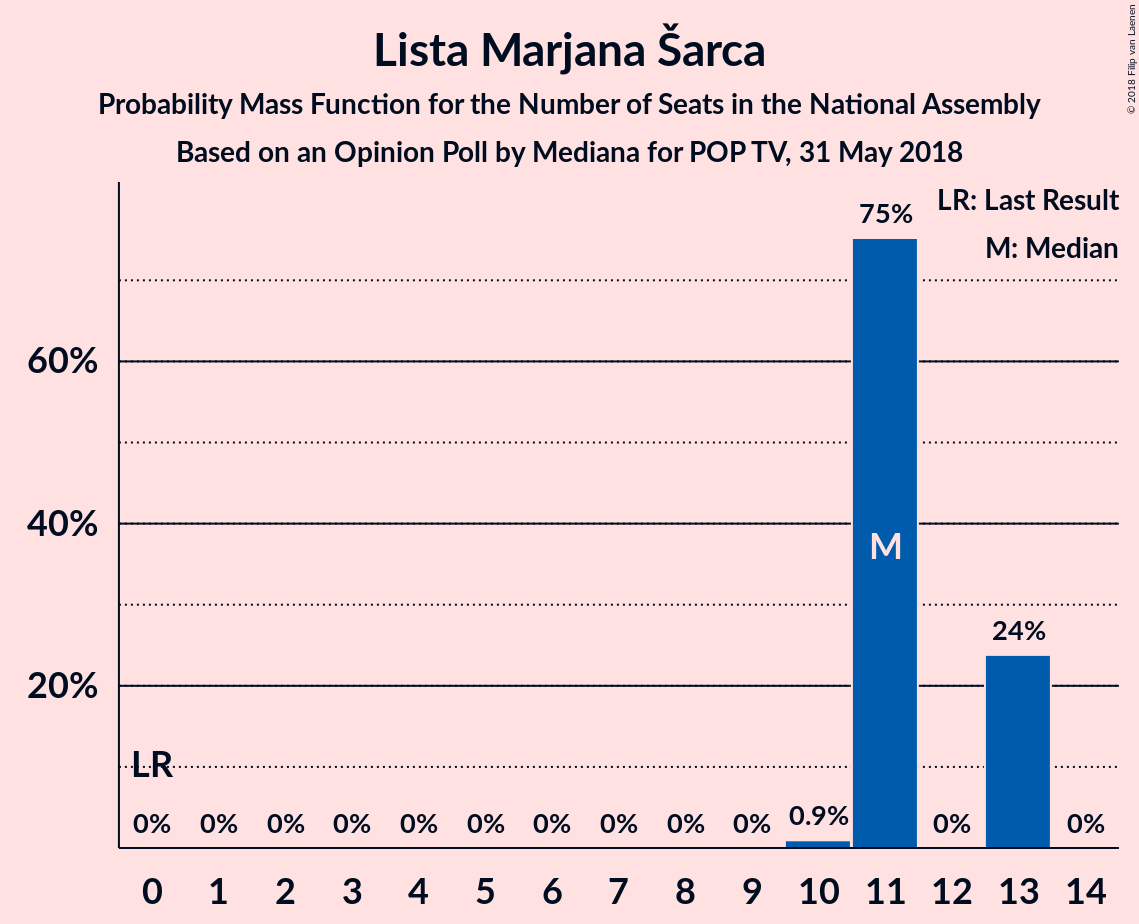 Lista Marjana Šarca
Probability Mass Function for the Number of Seats in the National Assembly
Based on an Opinion Poll by Mediana for POP TV, 31 May 2018
© 2018 Filip van Laenen
LR: Last Result
M: Median
75%
60%
40%
M
24%
20%
LR
0% 0% 0% 0% 0% 0% 0% 0% 0% 0% 0.9% 0% 0%
0 1 2 3 4 5 6 7 8 9 10 11 12 13 14